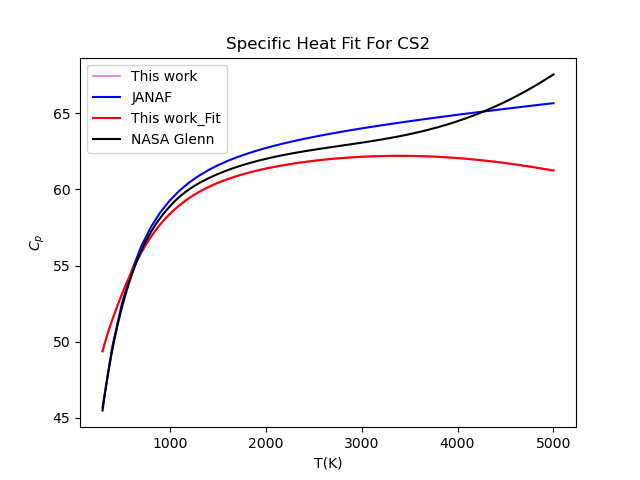 Specific Heat Fit For CS2
This work
JANAF
This work_Fit
NASA Glenn
65
60
55
50
45
C_p
1000 2000 3000 4000 5000
T(K)